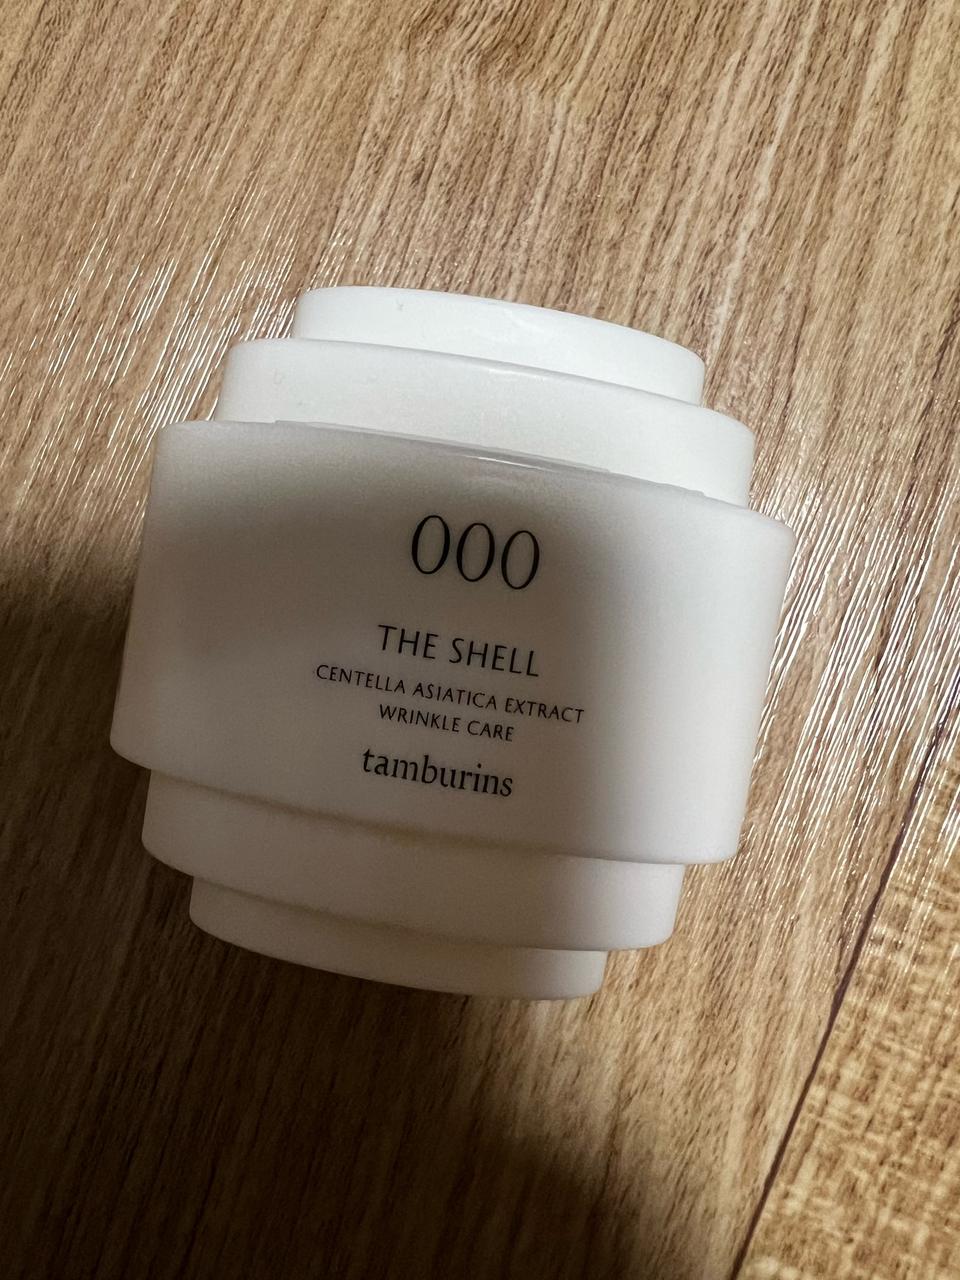 000
THE SHELL
CENTELLA ASIATICA EXTRACT
WRINKLE CARE
tamburins